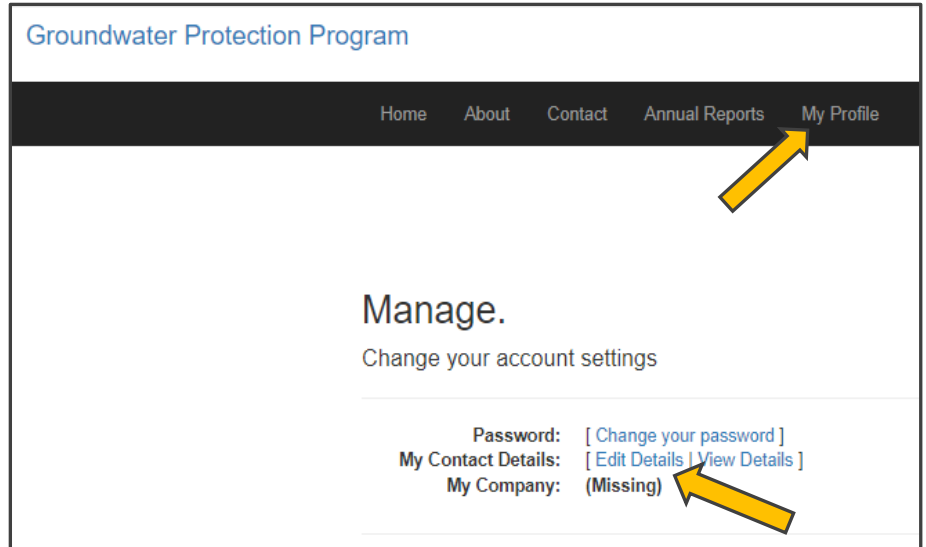 Groundwater Protection Program
Home About Contact Annual Reports My Profile
Manage.
Change your account settings
Password: [ Change your password ]
My Contact Details: [ Edit Details | View Details ]
My Company: (Missing)